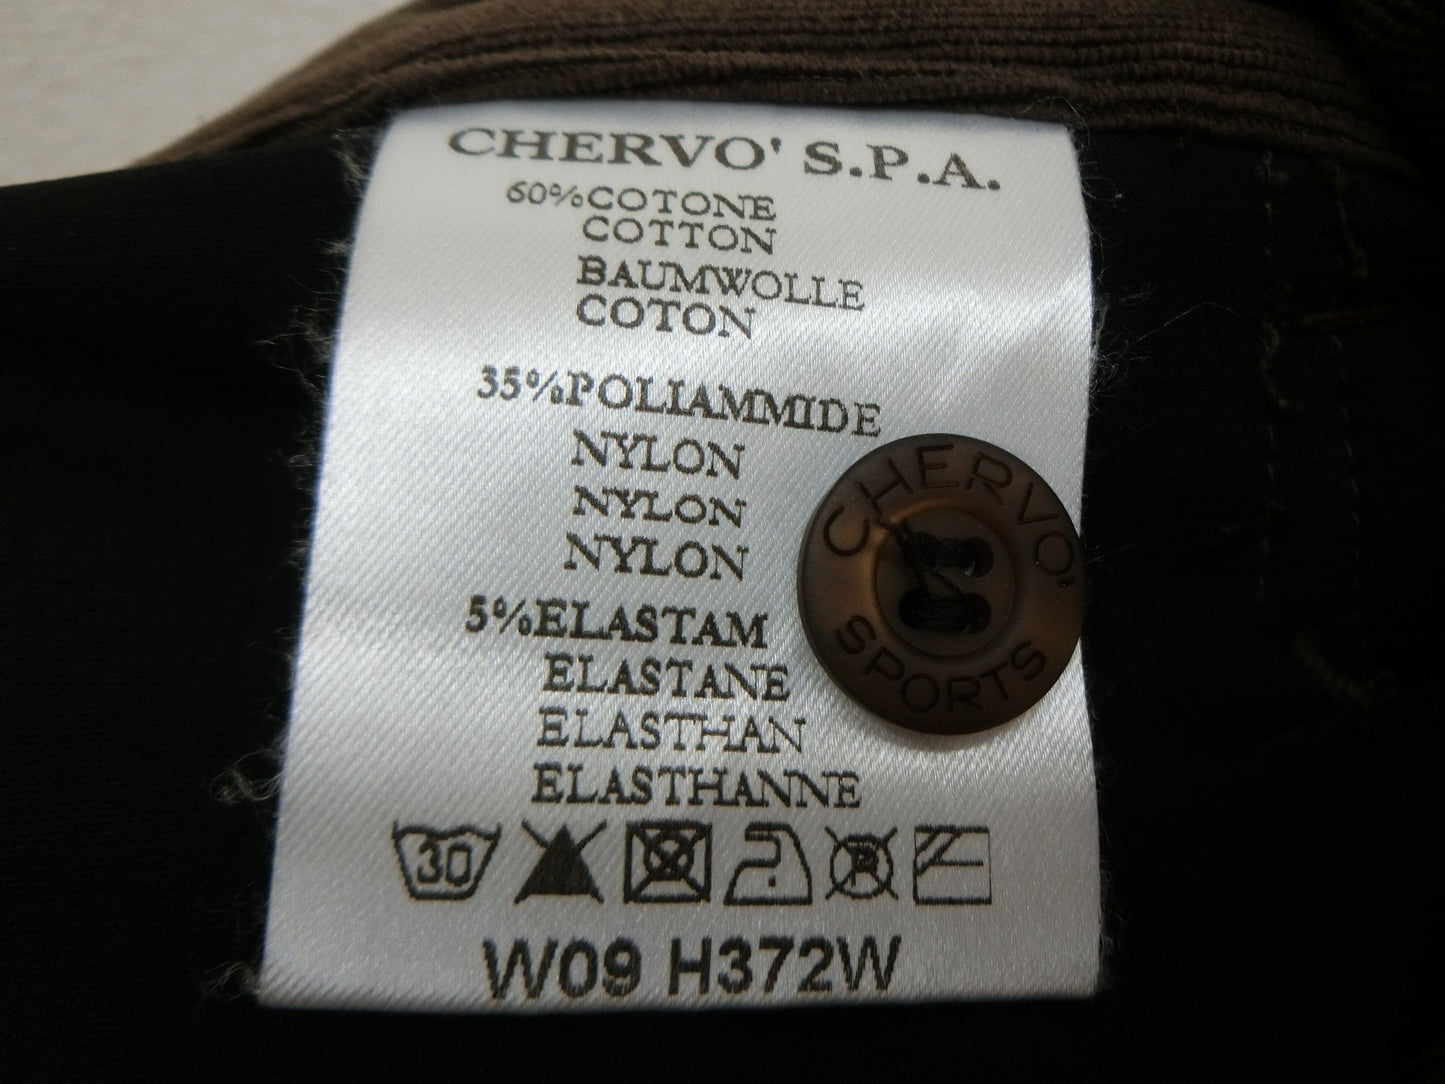 CHERVO' S.P.A.
60%COTONE
COTTON
BAUMWOLLE
COTON
35%POLIAMMIDE
NYLON
NYLON
NYLON
5%ELASTAM
ELASTANE
ELASTHAN
ELASTHANNE
30
P
W09 H372W
CHERVO'
SPORTS